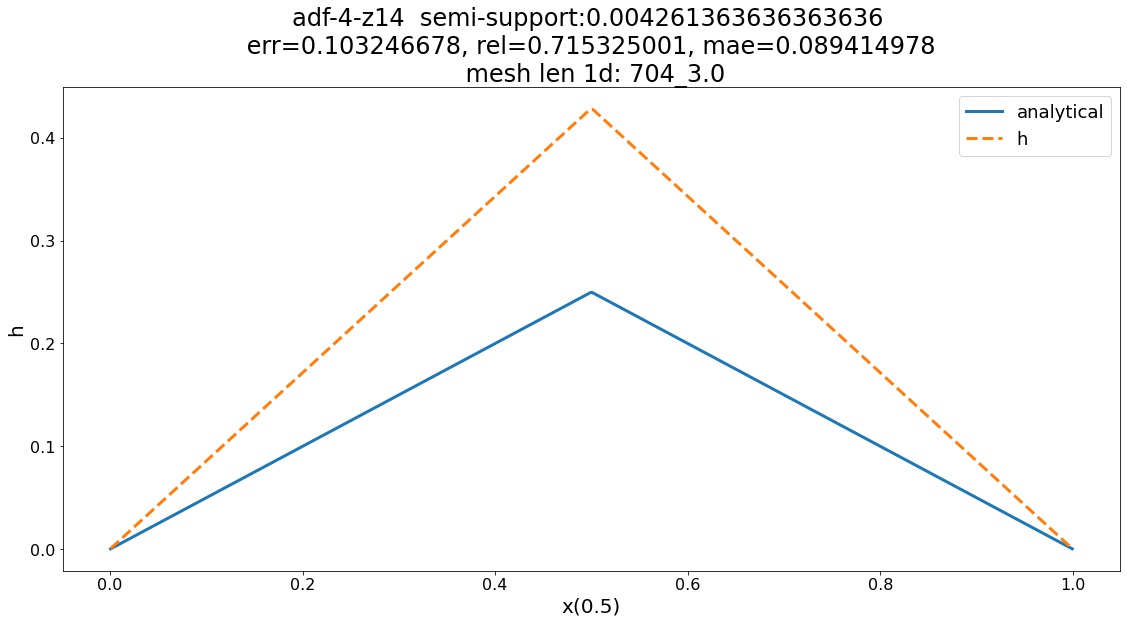 adf-4-z14  semi-support:0.004261363636363636
err=0.103246678, rel=0.715325001, mae=0.089414978
mesh len 1d: 704_3.0
analytical
h
0.4
0.3
0.2
0.1
0.0
h
0.0 0.2 0.4 0.6 0.8 1.0
x(0.5)